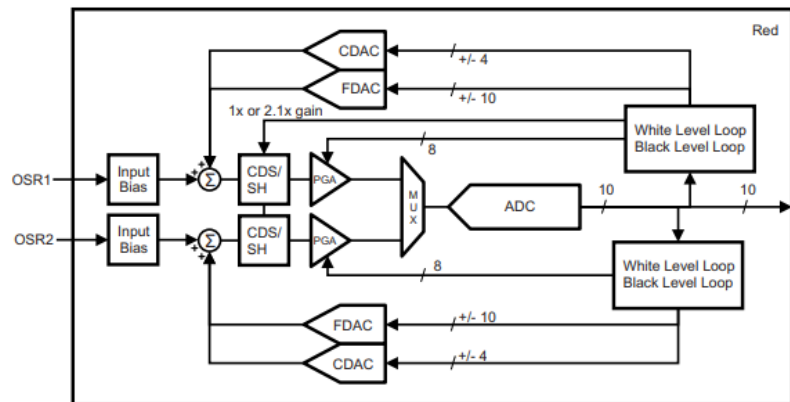 Red
CDAC
+/- 4
FDAC
+/- 10
1x or 2.1x gain
White Level Loop
Black Level Loop
8
OSR1
Input
Bias
+
+
Σ
CDS/
SH
PGA
M
U
X
ADC
10
10
OSR2
Input
Bias
+
+
Σ
CDS/
SH
PGA
8
White Level Loop
Black Level Loop
FDAC
+/- 10
CDAC
+/- 4